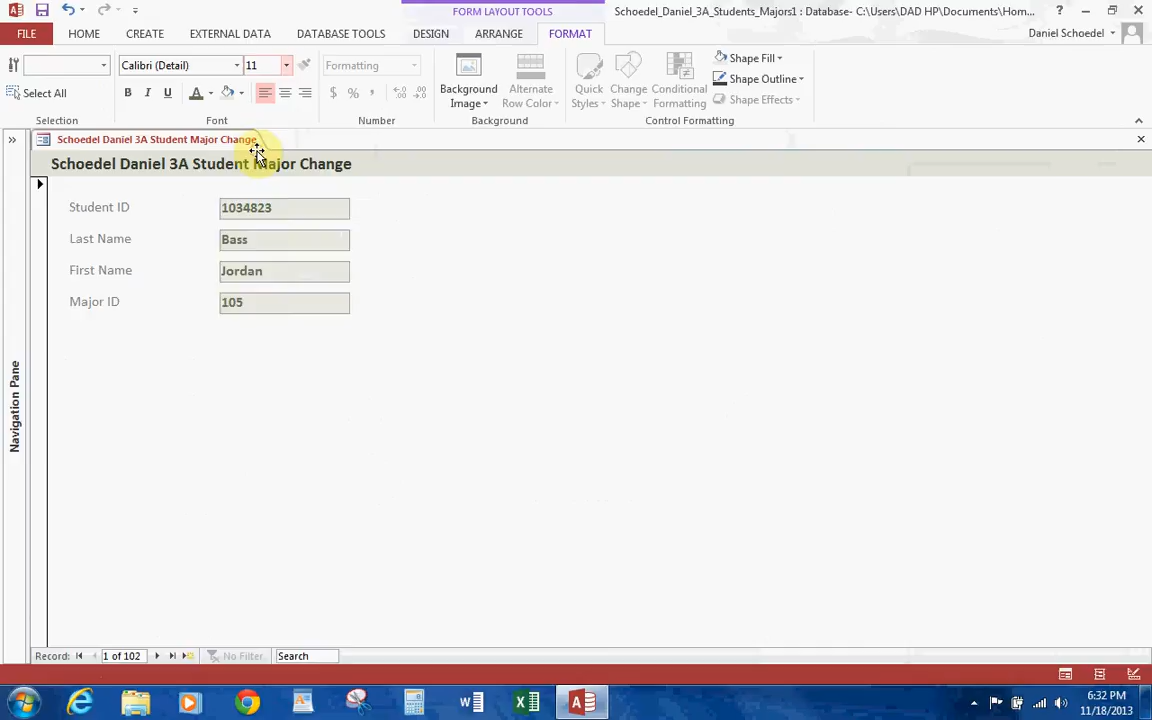 FORM LAYOUT TOOLS
Schoedel_Daniel_3A_Students_Majors1 : Database- C:\Users\DAD HP\Documents\Hom...
?
FILE HOME CREATE EXTERNAL DATA DATABASE TOOLS DESIGN ARRANGE FORMAT Daniel Schoedel
Calibri (Detail) 11 Formatting Background Alternate Quick Change Conditional Shape Fill
Image Row Color Styles Shape Formatting Shape Outline
Select All B I U A $ % , Shape Effects
Selection Font Number Background Control Formatting
Schoedel Daniel 3A Student Major Change
Schoedel Daniel 3A Student Major Change
Student ID 1034823
Last Name Bass
First Name Jordan
Major ID 105
Navigation Pane
Record: 1 of 102 No Filter Search
6:32 PM
11/18/2013